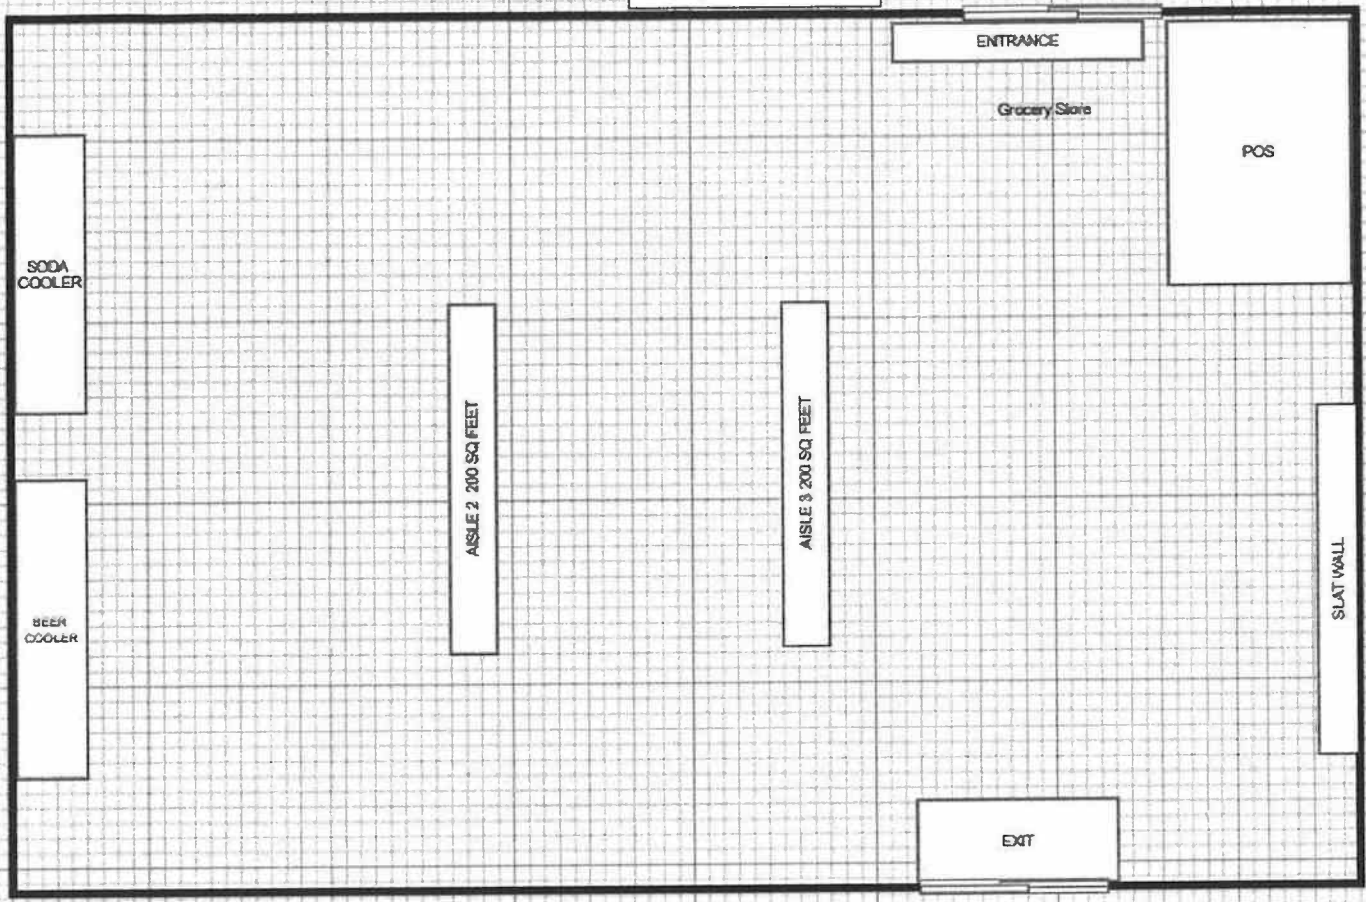 ENTRANCE
Grocery Store
POS
SODA
COOLER
AISLE 2 200 SQ FEET
AISLE 3 200 SQ FEET
BEER
COOLER
SLAT WALL
EXIT